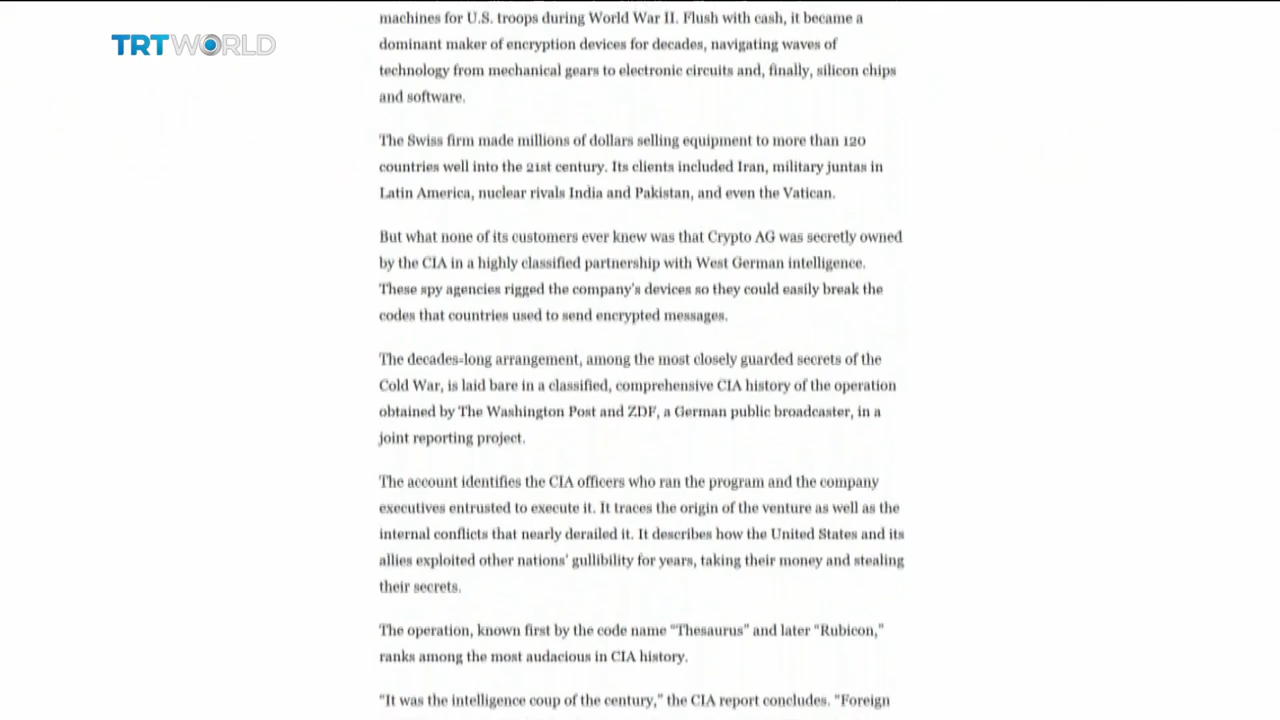 TRT WORLD
machines for U.S. troops during World War II. Flush with cash, it became a
dominant maker of encryption devices for decades, navigating waves of
technology from mechanical gears to electronic circuits and, finally, silicon chips
and software.
The Swiss firm made millions of dollars selling equipment to more than 120
countries well into the 21st century. Its clients included Iran, military juntas in
Latin America, nuclear rivals India and Pakistan, and even the Vatican.
But what none of its customers ever knew was that Crypto AG was secretly owned
by the CIA in a highly classified partnership with West German intelligence.
These spy agencies rigged the company's devices so they could easily break the
codes that countries used to send encrypted messages.
The decades-long arrangement, among the most closely guarded secrets of the
Cold War, is laid bare in a classified, comprehensive CIA history of the operation
obtained by The Washington Post and ZDF, a German public broadcaster, in a
joint reporting project.
The account identifies the CIA officers who ran the program and the company
executives entrusted to execute it. It traces the origin of the venture as well as the
internal conflicts that nearly derailed it. It describes how the United States and its
allies exploited other nations' gullibility for years, taking their money and stealing
their secrets.
The operation, known first by the code name “Thesaurus” and later “Rubicon,”
ranks among the most audacious in CIA history.
“It was the intelligence coup of the century,” the CIA report concludes. “Foreign